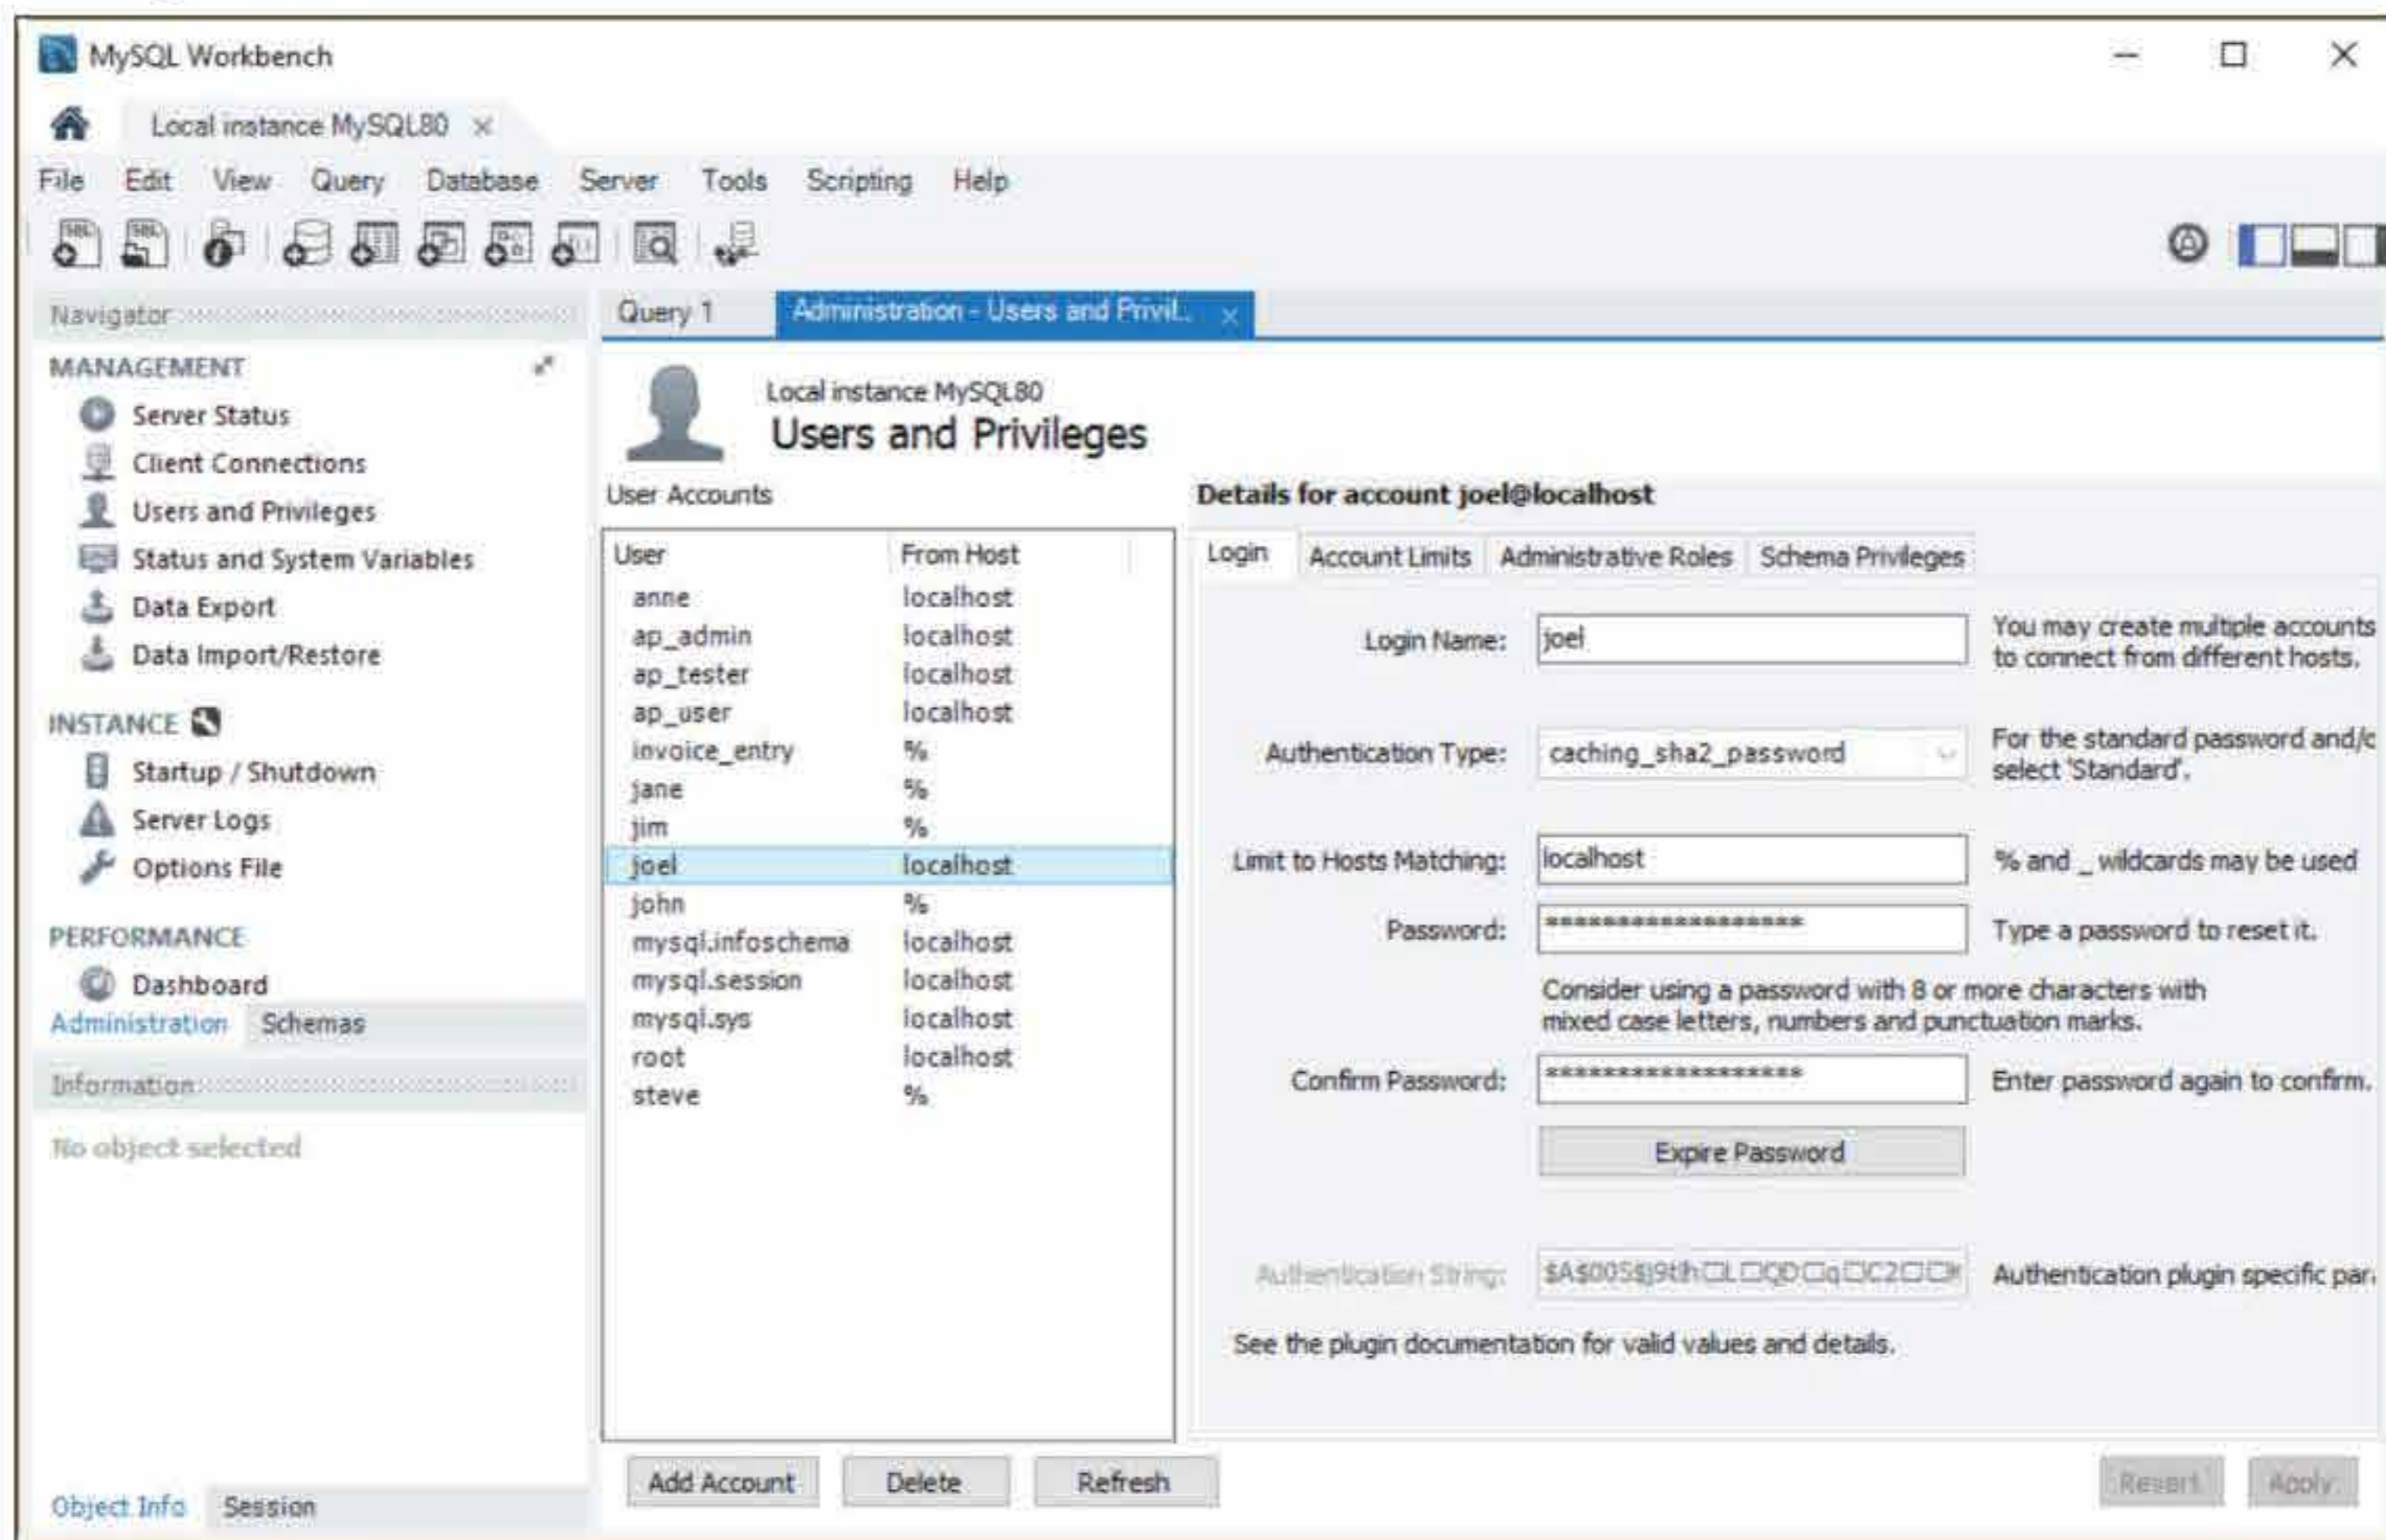 MySQL Workbench
Local instance MySQL80
File Edit View Query Database Server Tools Scripting Help
Navigator
MANAGEMENT
Server Status
Client Connections
Users and Privileges
Status and System Variables
Data Export
Data Import/Restore
INSTANCE
Startup / Shutdown
Server Logs
Options File
PERFORMANCE
Dashboard
Administration Schemas
Information
No object selected
Object Info Session
Query 1 Administration - Users and Privil..
Local instance MySQL80
Users and Privileges
User Accounts
User From Host
anne localhost
ap_admin localhost
ap_tester localhost
ap_user localhost
invoice_entry %
jane %
jim %
joel localhost
john %
mysql.infoschema localhost
mysql.session localhost
mysql.sys localhost
root localhost
steve %
Add Account Delete Refresh
Details for account joel@localhost
Login Account Limits Administrative Roles Schema Privileges
Login Name: joel You may create multiple accounts
to connect from different hosts.
Authentication Type: caching_sha2_password For the standard password and/c
select 'Standard'.
Limit to Hosts Matching: localhost % and _ wildcards may be used
Password: ****************** Type a password to reset it.
Consider using a password with 8 or more characters with
mixed case letters, numbers and punctuation marks.
Confirm Password: ****************** Enter password again to confirm.
Expire Password
Authentication String: Authentication plugin specific par
See the plugin documentation for valid values and details.
Revert Apply